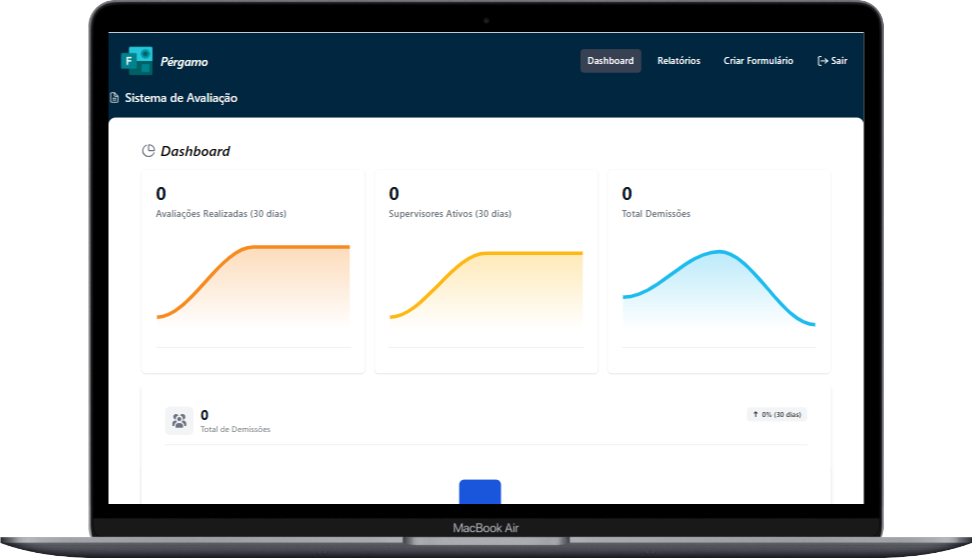 F
Pérgamo
Dashboard
Relatórios
Criar Formulário
Sair
Sistema de Avaliação
Dashboard
0
Avaliações Realizadas (30 dias)
0
Supervisores Ativos (30 dias)
0
Total Demissões
0
Total de Demissões
0% (30 dias)
MacBook Air